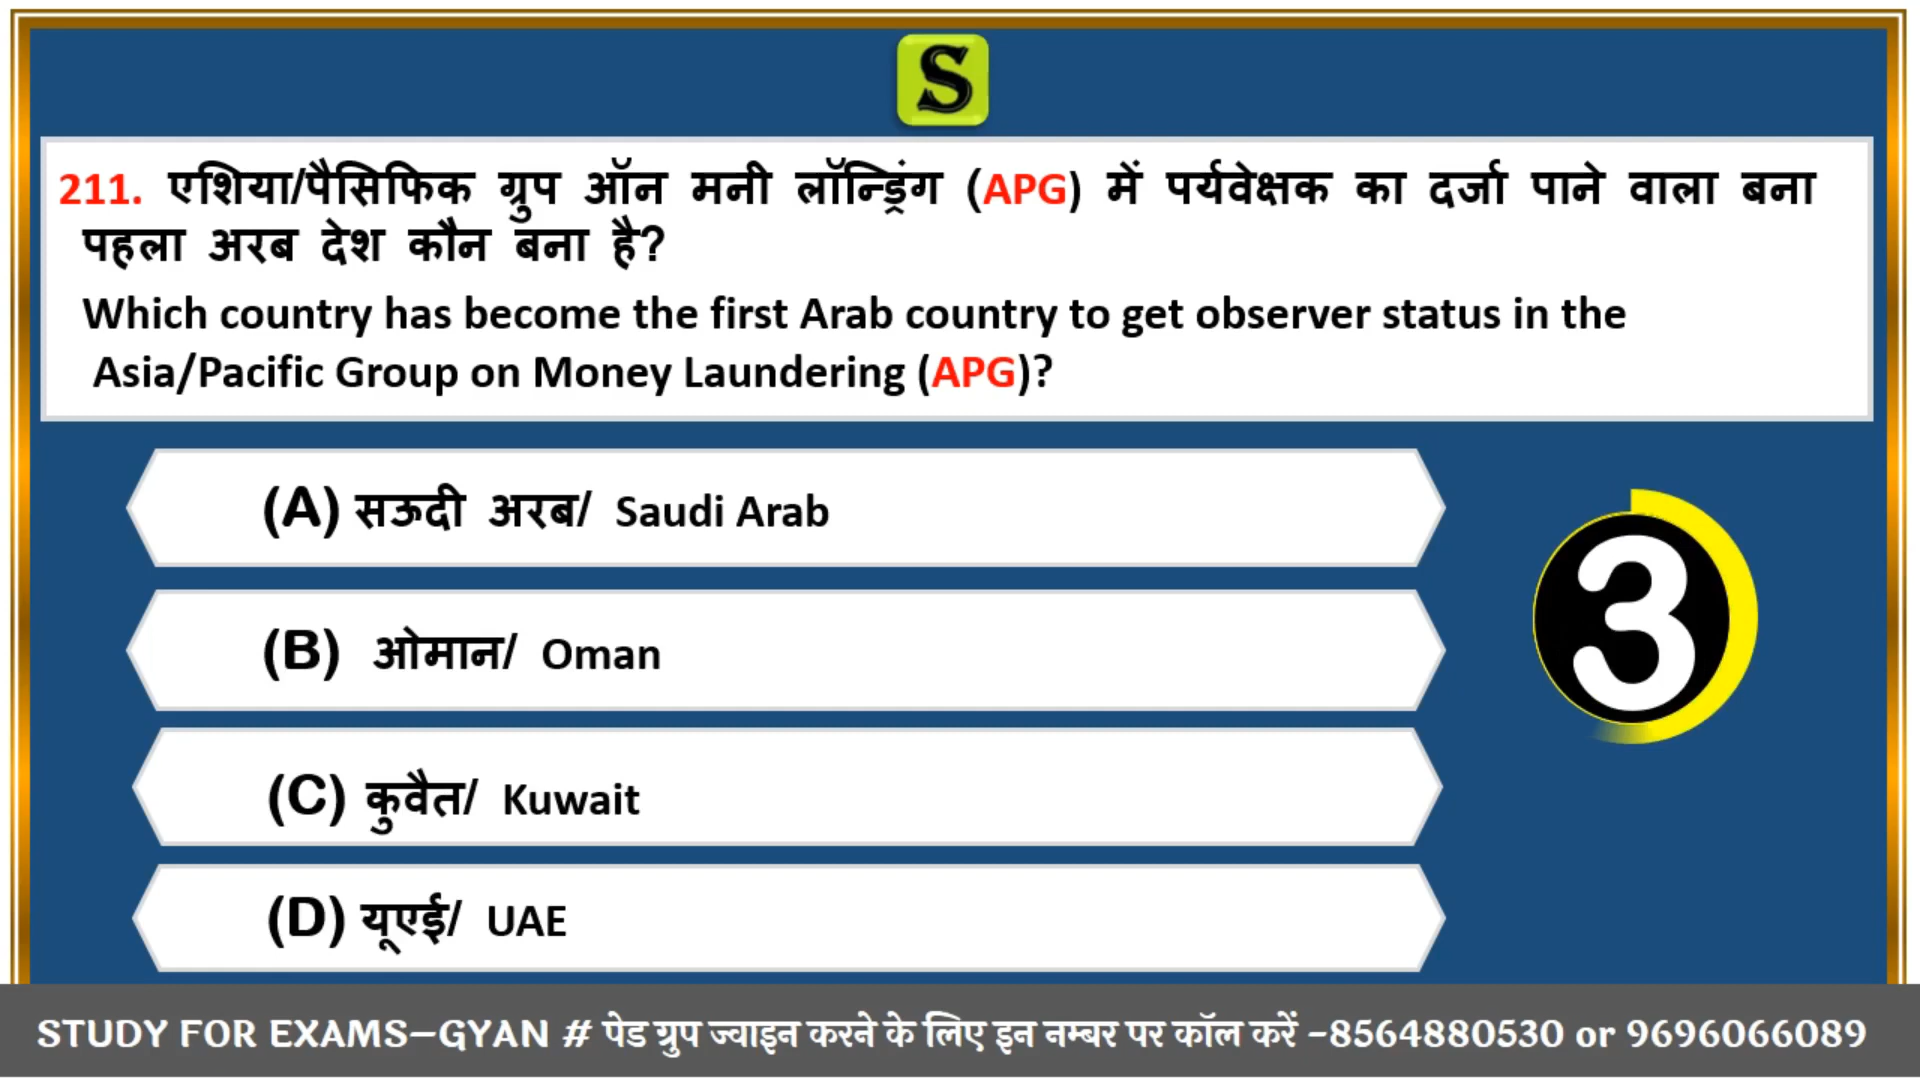 S
211. एशिया/पैसिफिक ग्रुप ऑन मनी लॉन्ड्रिंग (APG) में पर्यवेक्षक का दर्जा पाने वाला बना
पहला अरब देश कौन बना है?
Which country has become the first Arab country to get observer status in the
Asia/Pacific Group on Money Laundering (APG)?
(A) सऊदी अरब/ Saudi Arab
(B) ओमान/ Oman
3
(C) कुवैत/ Kuwait
(D) यूएई/ UAE
STUDY FOR EXAMS–GYAN # पेड ग्रुप ज्वाइन करने के लिए इन नम्बर पर कॉल करें –8564880530 or 9696066089